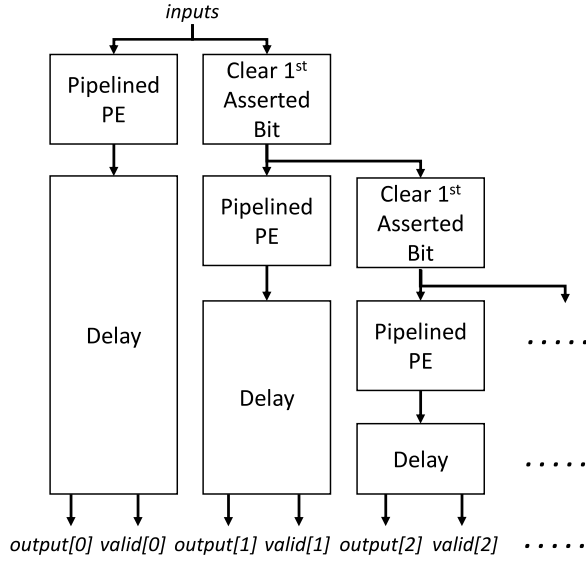 inputs
Pipelined
PE
Clear 1st
Asserted
Bit
Pipelined
PE
Clear 1st
Asserted
Bit
Delay
Delay
Pipelined
PE
. . . . .
Delay
. . . . .
output[0] valid[0] output[1] valid[1] output[2] valid[2] . . . . .